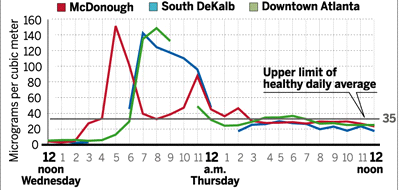 McDonough South DeKalb Downtown Atlanta
Micrograms per cubic meter
160
140
120
100
80
60
40
20
0
Upper limit of
healthy daily average
35
12 1 2 3 4 5 6 7 8 9 10 11 12 1 2 3 4 5 6 7 8 9 10 11 12
noon a.m. noon
Wednesday Thursday